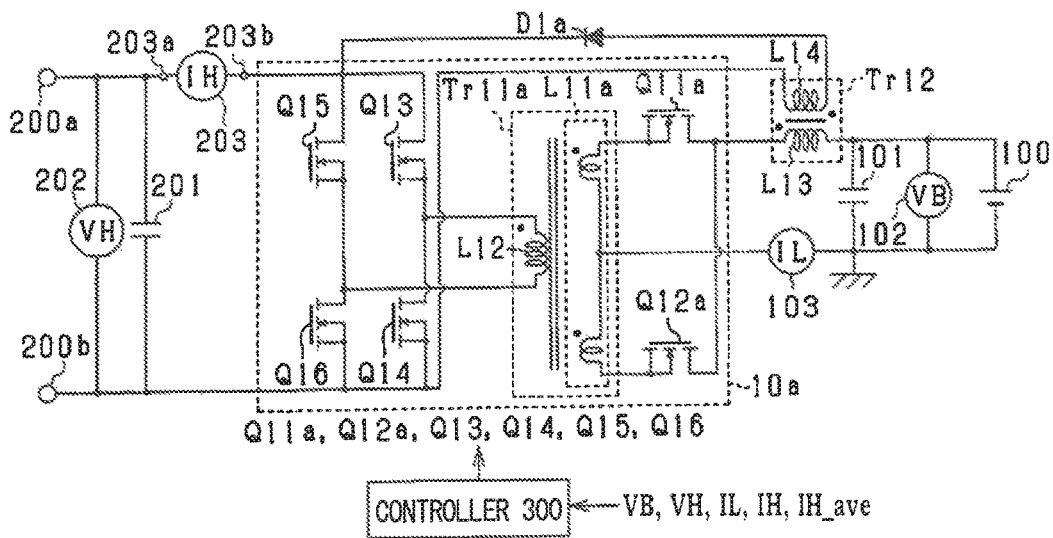 D1a
203a
203b
IH
L14
200a
203
Q15
Q13
Tr11a
L11a
Q11a
Tr12
202
201
L13
101
100
VH
VB
L12
102
IL
200b
Q12a
103
Q16
Q14
10a
Q11a, Q12a, Q13, Q14, Q15, Q16
CONTROLLER 300
VB, VH, IL, IH, IH_ave